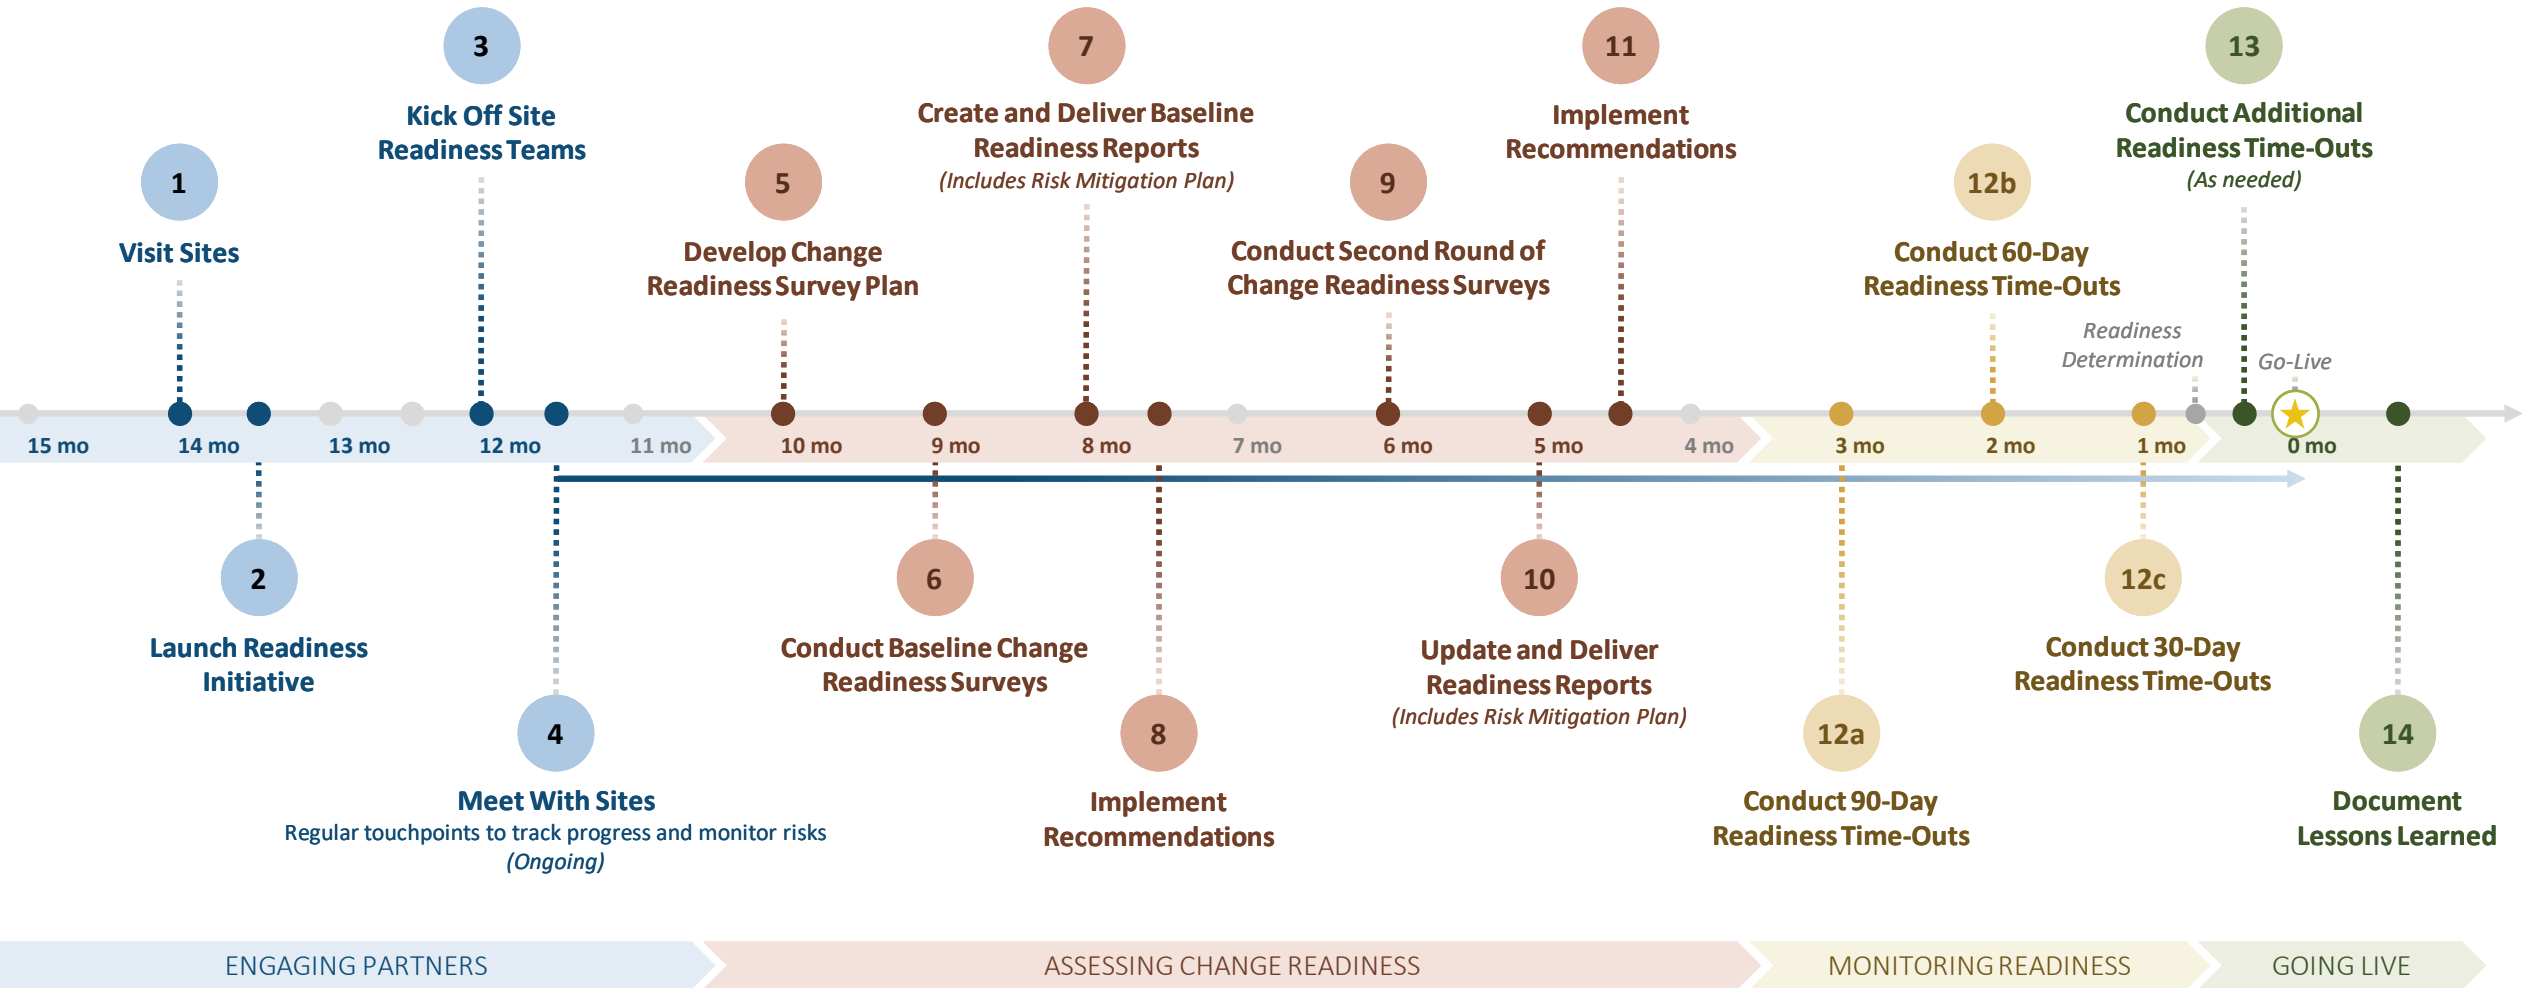 3
7
11
13
Kick Off Site
Readiness Teams
Create and Deliver Baseline
Readiness Reports
(Includes Risk Mitigation Plan)
Implement
Recommendations
Conduct Additional
Readiness Time-Outs
(As needed)
1
5
9
12b
Visit Sites
Develop Change
Readiness Survey Plan
Conduct Second Round of
Change Readiness Surveys
Conduct 60-Day
Readiness Time-Outs
Readiness
Determination
Go-Live
15 mo
14 mo
13 mo
12 mo
11 mo
10 mo
9 mo
8 mo
7 mo
6 mo
5 mo
4 mo
3 mo
2 mo
1 mo
0 mo
2
6
10
12c
Launch Readiness
Initiative
Conduct Baseline Change
Readiness Surveys
Update and Deliver
Readiness Reports
(Includes Risk Mitigation Plan)
Conduct 30-Day
Readiness Time-Outs
4
8
12a
14
Meet With Sites
Regular touchpoints to track progress and monitor risks
(Ongoing)
Implement
Recommendations
Conduct 90-Day
Readiness Time-Outs
Document
Lessons Learned
ENGAGING PARTNERS
ASSESSING CHANGE READINESS
MONITORING READINESS
GOING LIVE